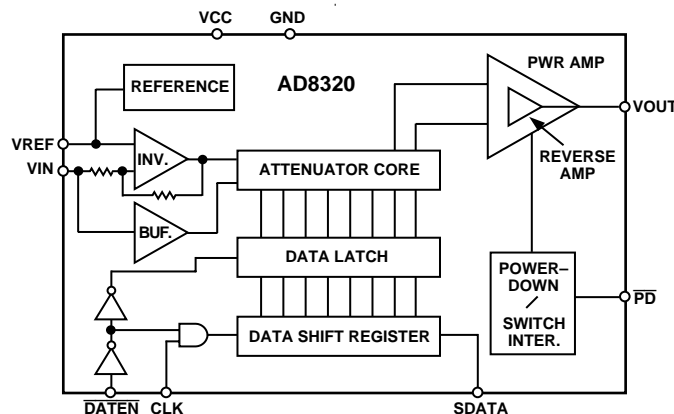 VCC GND
REFERENCE
AD8320
PWR AMP
VOUT
REVERSE
AMP
VREF
VIN
INV.
ATTENUATOR CORE
BUF.
DATA LATCH
POWER–
DOWN
/
SWITCH
INTER.
PD
DATA SHIFT REGISTER
DATEN CLK SDATA